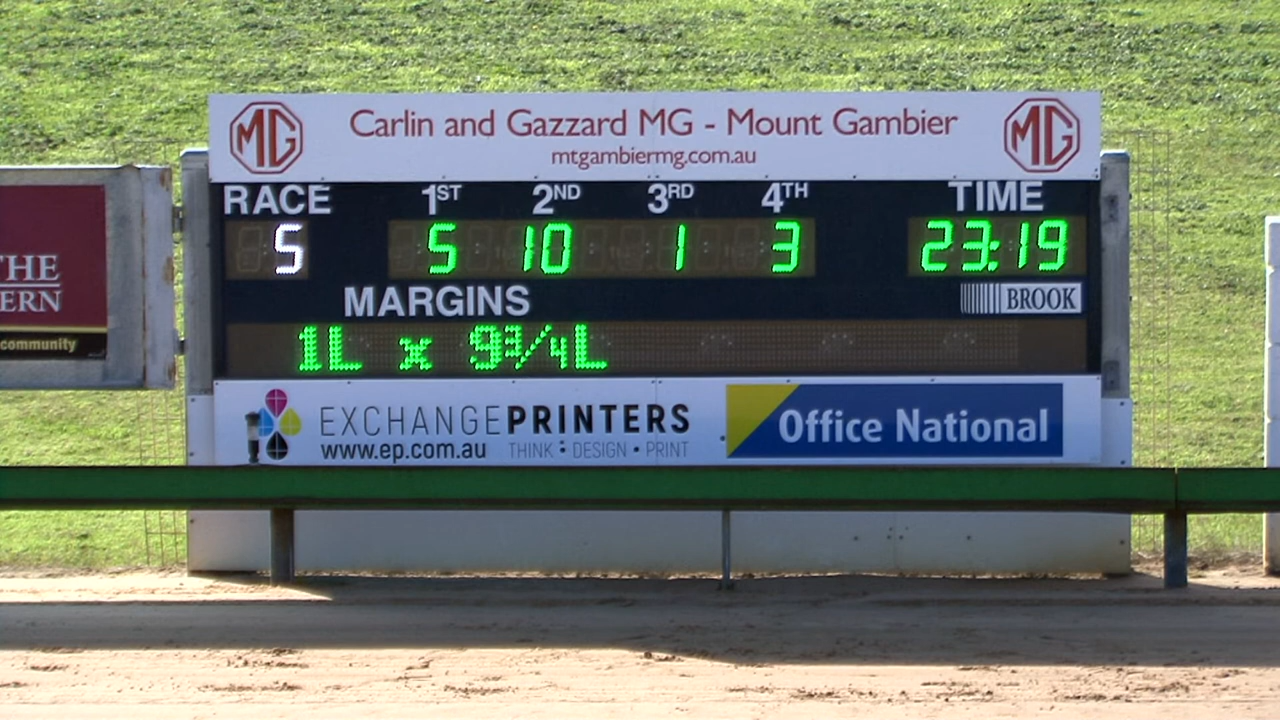 MG Carlin and Gazzard MG - Mount Gambier MG
mtgambiermg.com.au
RACE 1ST 2ND 3RD 4TH TIME
5 5 10 1 3 23:19
MARGINS BROOK
1L x 9¾L
THE
ERN
community
EXCHANGEPRINTERS
www.ep.com.au THINK : DESIGN • PRINT
Office National